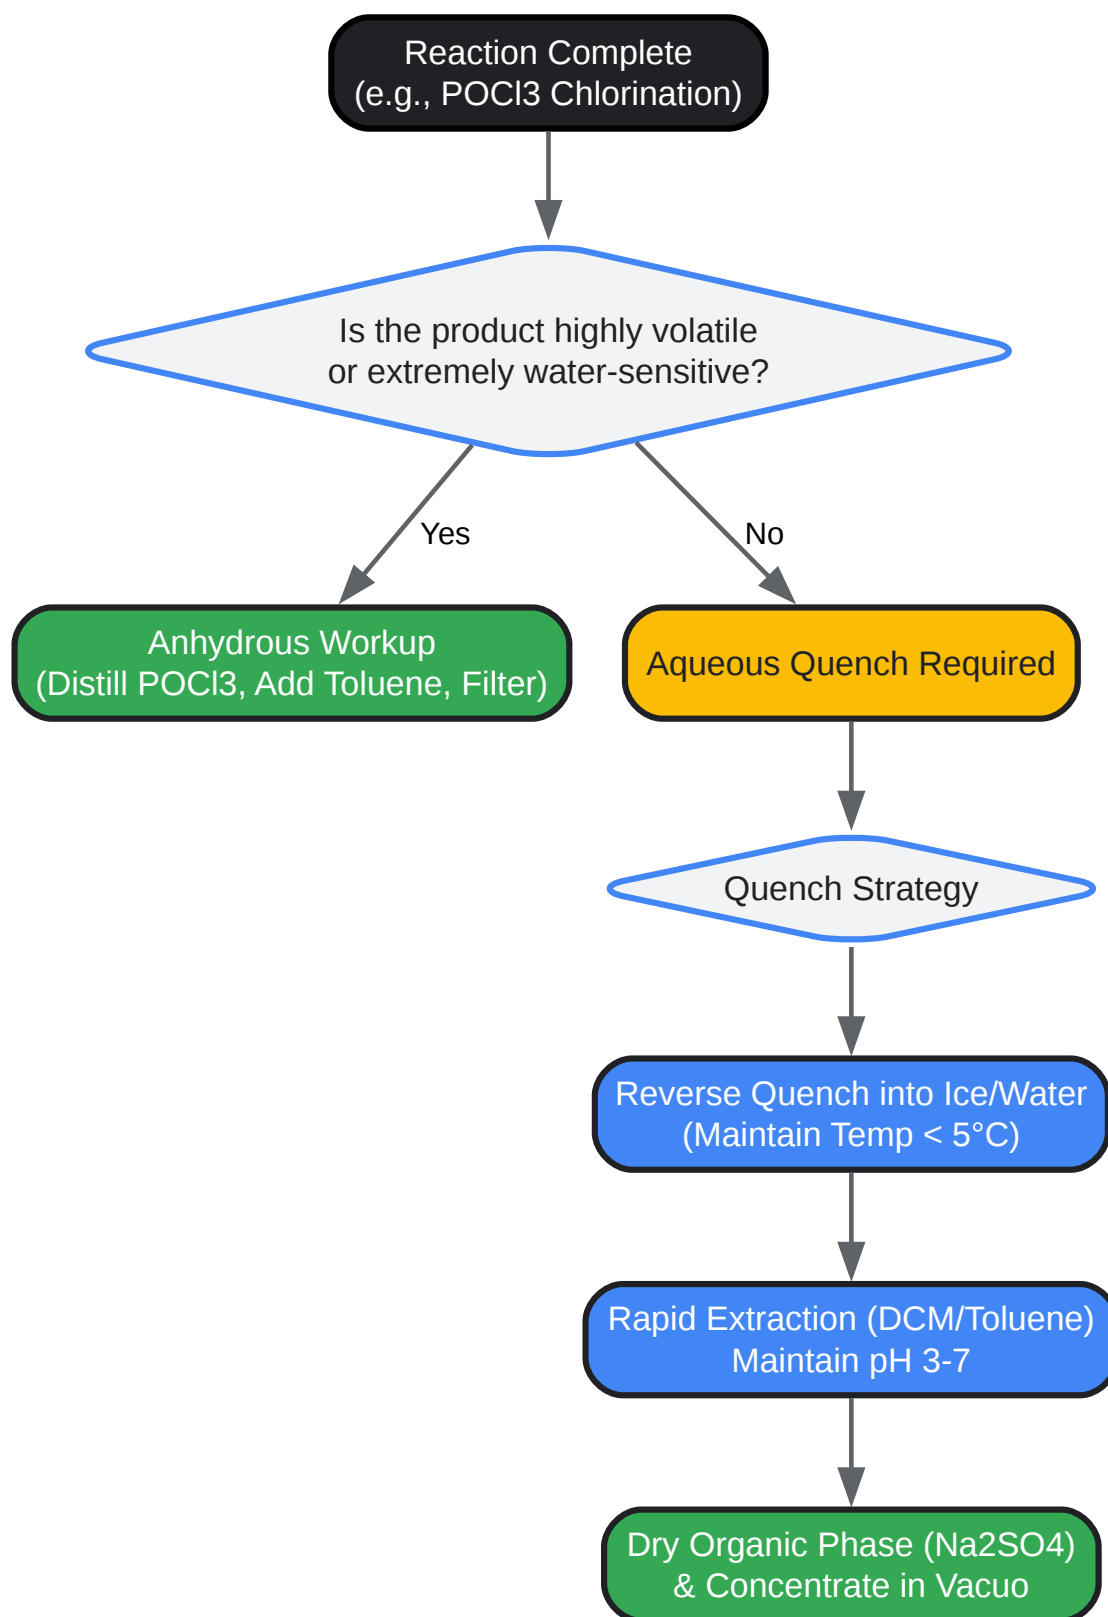 Reaction Complete
(e.g., POCl3 Chlorination)
Is the product highly volatile
or extremely water-sensitive?
Yes
No
Anhydrous Workup
(Distill POCl3, Add Toluene, Filter)
Aqueous Quench Required
Quench Strategy
Reverse Quench into Ice/Water
(Maintain Temp < 5°C)
Rapid Extraction (DCM/Toluene)
Maintain pH 3-7
Dry Organic Phase (Na2SO4)
& Concentrate in Vacuo